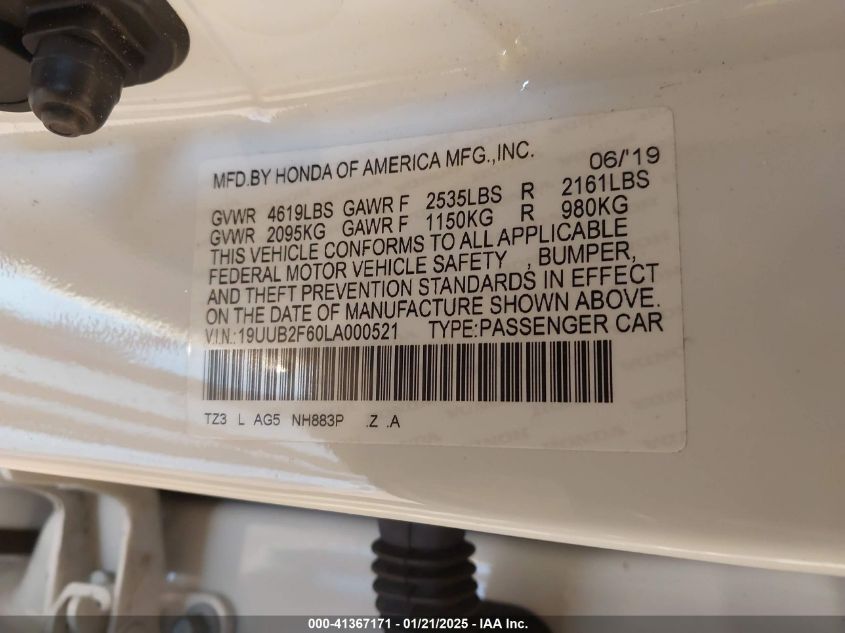 MFD.BY HONDA OF AMERICA MFG.,INC. 06/'19
GVWR 4619LBS GAWR F 2535LBS R 2161LBS
GVWR 2095KG GAWR F 1150KG R 980KG
THIS VEHICLE CONFORMS TO ALL APPLICABLE
FEDERAL MOTOR VEHICLE SAFETY , BUMPER,
AND THEFT PREVENTION STANDARDS IN EFFECT
ON THE DATE OF MANUFACTURE SHOWN ABOVE.
V.I.N.:19UUB2F60LA000521 TYPE:PASSENGER CAR
TZ3 L AG5 NH883P .Z .A
000-41367171 — 01/21/2025 — IAA Inc.